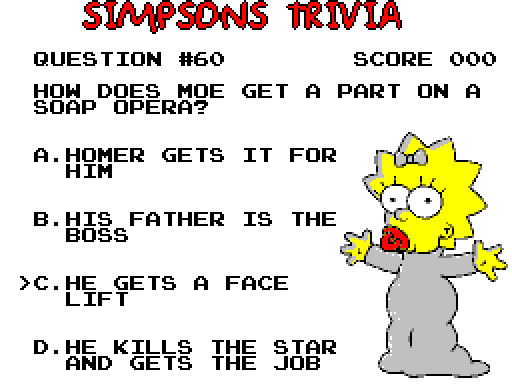 SIMPSONS TRIVIA
QUESTION #60 SCORE 000
HOW DOES MOE GET A PART ON A
SOAP OPERA?
A.HOMER GETS IT FOR
HIM
B.HIS FATHER IS THE
BOSS
>C.HE GETS A FACE
LIFT
D.HE KILLS THE STAR
AND GETS THE JOB